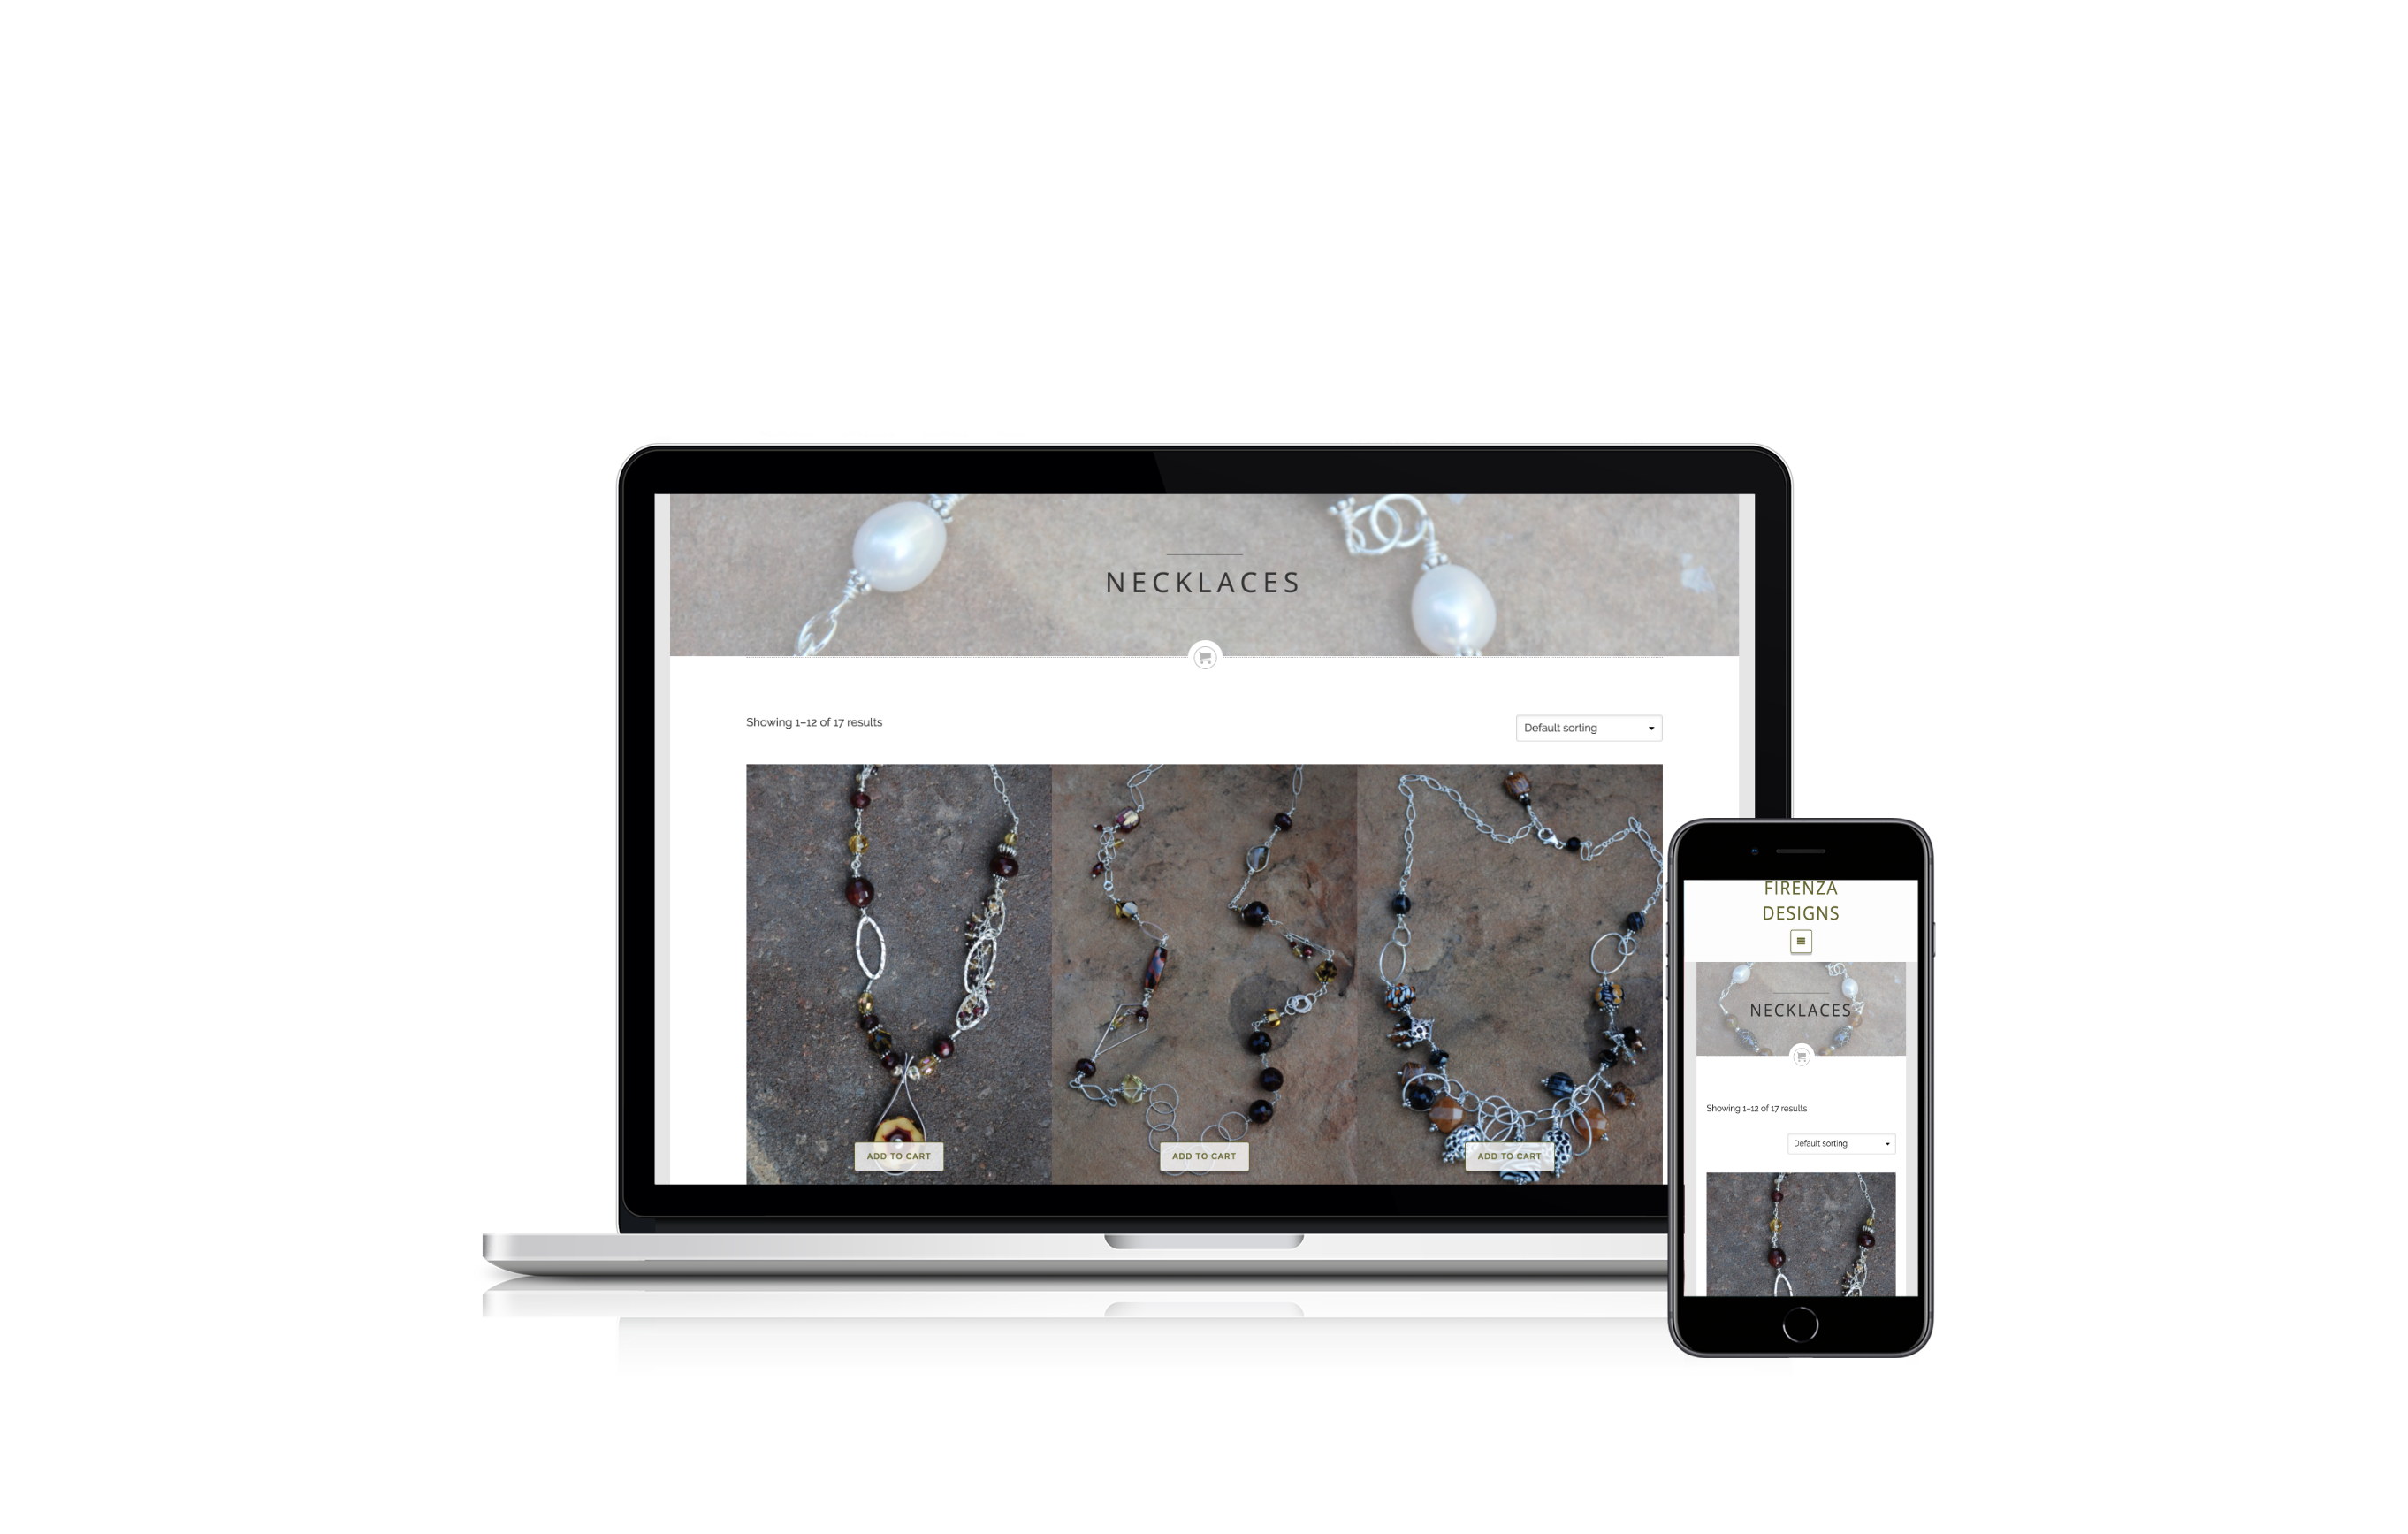 NECKLACES
Showing 1–12 of 17 results
Default sorting
ADD TO CART
ADD TO CART
ADD TO CART
FIRENZA
DESIGNS
NECKLACES
Showing 1–12 of 17 results
Default sorting